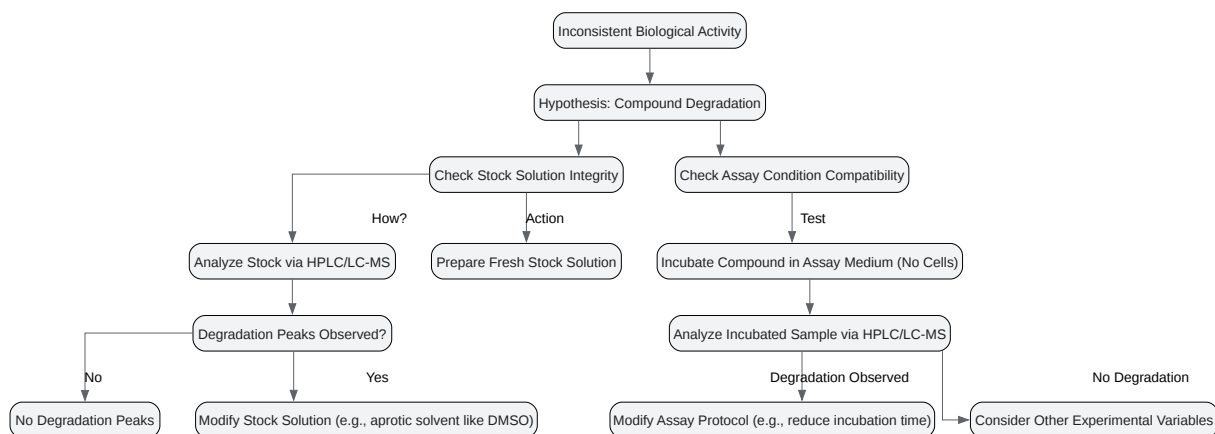 Inconsistent Biological Activity
Hypothesis: Compound Degradation
Check Stock Solution Integrity
Check Assay Condition Compatibility
How?
Action
Test
Analyze Stock via HPLC/LC-MS
Prepare Fresh Stock Solution
Incubate Compound in Assay Medium (No Cells)
Degradation Peaks Observed?
Analyze Incubated Sample via HPLC/LC-MS
No
Yes
Degradation Observed
No Degradation
No Degradation Peaks
Modify Stock Solution (e.g., aprotic solvent like DMSO)
Modify Assay Protocol (e.g., reduce incubation time)
Consider Other Experimental Variables